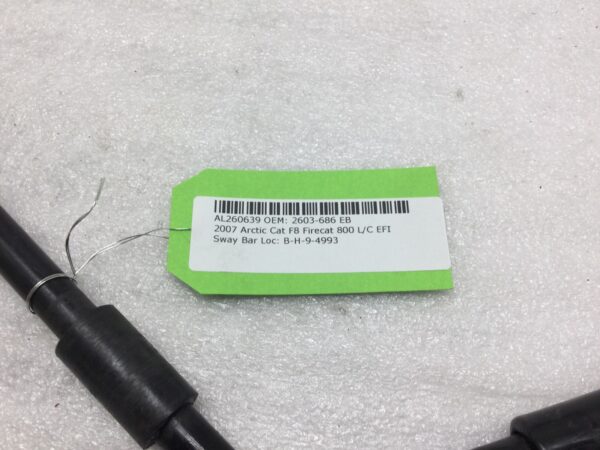 AL260639 OEM: 2603-686 EB
2007 Arctic Cat F8 Firecat 800 L/C EFI
Sway Bar Loc: B-H-9-4993